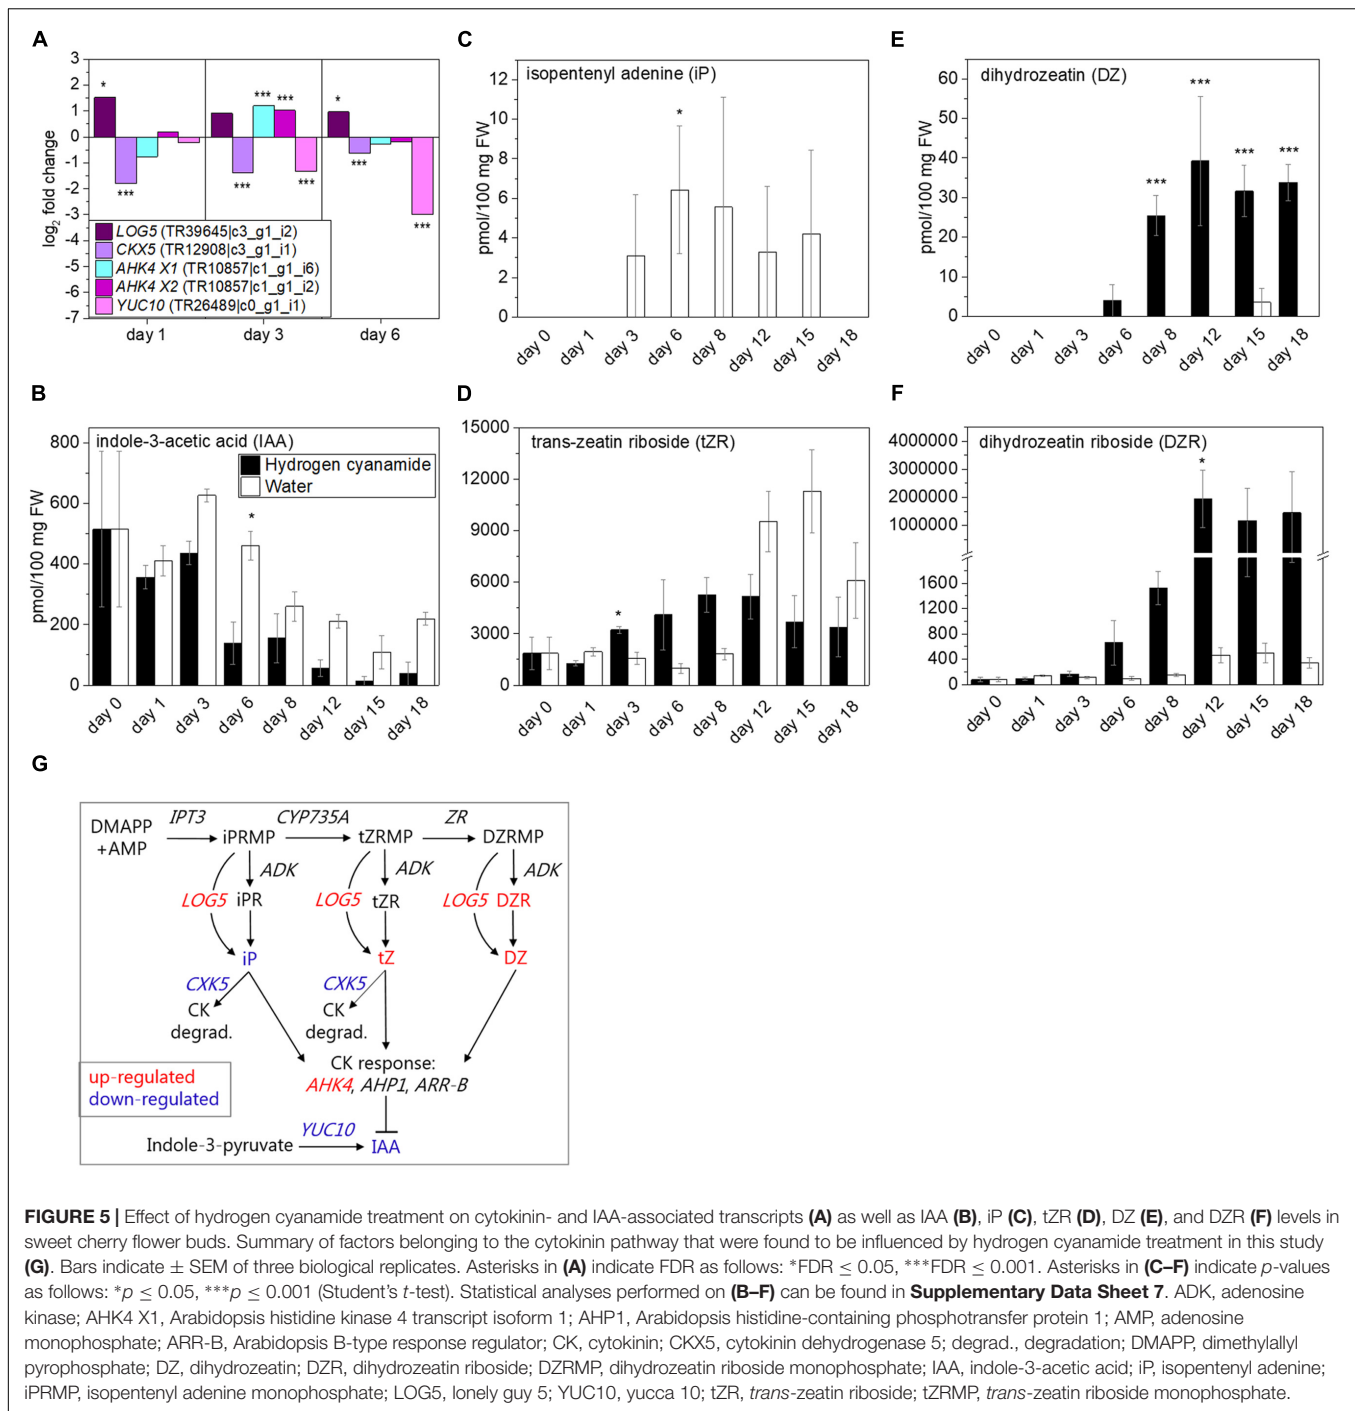 A
3
2
1
0
-1
-2
-3
-4
-5
-6
-7
log2 fold change
*
***
***
***
***
***
*
***
***
LOG5 (TR39645|c3_g1_i2)
CKX5 (TR12908|c3_g1_i1)
AHK4 X1 (TR10857|c1_g1_i6)
AHK4 X2 (TR10857|c1_g1_i2)
YUC10 (TR26489|c0_g1_i1)
day 1
day 3
day 6
C
isopentenyl adenine (iP)
12
10
8
6
4
2
0
pmol/100 mg FW
*
day 0
day 1
day 3
day 6
day 8
day 12
day 15
day 18
E
dihydrozeatin (DZ)
60
50
40
30
20
10
0
pmol/100 mg FW
***
***
***
***
day 0
day 1
day 3
day 6
day 8
day 12
day 15
day 18
B
indole-3-acetic acid (IAA)
Hydrogen cyanamide
Water
800
600
400
200
0
pmol/100 mg FW
*
day 0
day 1
day 3
day 6
day 8
day 12
day 15
day 18
D
trans-zeatin riboside (tZR)
15000
12000
9000
6000
3000
0
*
day 0
day 1
day 3
day 6
day 8
day 12
day 15
day 18
F
dihydrozeatin riboside (DZR)
4000000
3000000
2000000
1000000
1600
1200
800
400
0
*
day 0
day 1
day 3
day 6
day 8
day 12
day 15
day 18
G
IPT3
CYP735A
ZR
DMAPP
+AMP
iPRMP
tZRMP
DZRMP
ADK
ADK
ADK
LOG5
iPR
LOG5
tZR
LOG5
DZR
iP
tZ
DZ
CXK5
CXK5
CK
degrad.
CK
degrad.
CK response:
AHK4, AHP1, ARR-B
up-regulated
down-regulated
YUC10
Indole-3-pyruvate
IAA
FIGURE 5 | Effect of hydrogen cyanamide treatment on cytokinin- and IAA-associated transcripts (A) as well as IAA (B), iP (C), tZR (D), DZ (E), and DZR (F) levels in
sweet cherry flower buds. Summary of factors belonging to the cytokinin pathway that were found to be influenced by hydrogen cyanamide treatment in this study
(G). Bars indicate ± SEM of three biological replicates. Asterisks in (A) indicate FDR as follows: *FDR ≤ 0.05, ***FDR ≤ 0.001. Asterisks in (C–F) indicate p-values
as follows: *p ≤ 0.05, ***p ≤ 0.001 (Student's t-test). Statistical analyses performed on (B–F) can be found in Supplementary Data Sheet 7. ADK, adenosine
kinase; AHK4 X1, Arabidopsis histidine kinase 4 transcript isoform 1; AHP1, Arabidopsis histidine-containing phosphotransfer protein 1; AMP, adenosine
monophosphate; ARR-B, Arabidopsis B-type response regulator; CK, cytokinin; CKX5, cytokinin dehydrogenase 5; degrad., degradation; DMAPP, dimethylallyl
pyrophosphate; DZ, dihydrozeatin; DZR, dihydrozeatin riboside; DZRMP, dihydrozeatin riboside monophosphate; IAA, indole-3-acetic acid; iP, isopentenyl adenine;
iPRMP, isopentenyl adenine monophosphate; LOG5, lonely guy 5; YUC10, yucca 10; tZR, trans-zeatin riboside; tZRMP, trans-zeatin riboside monophosphate.